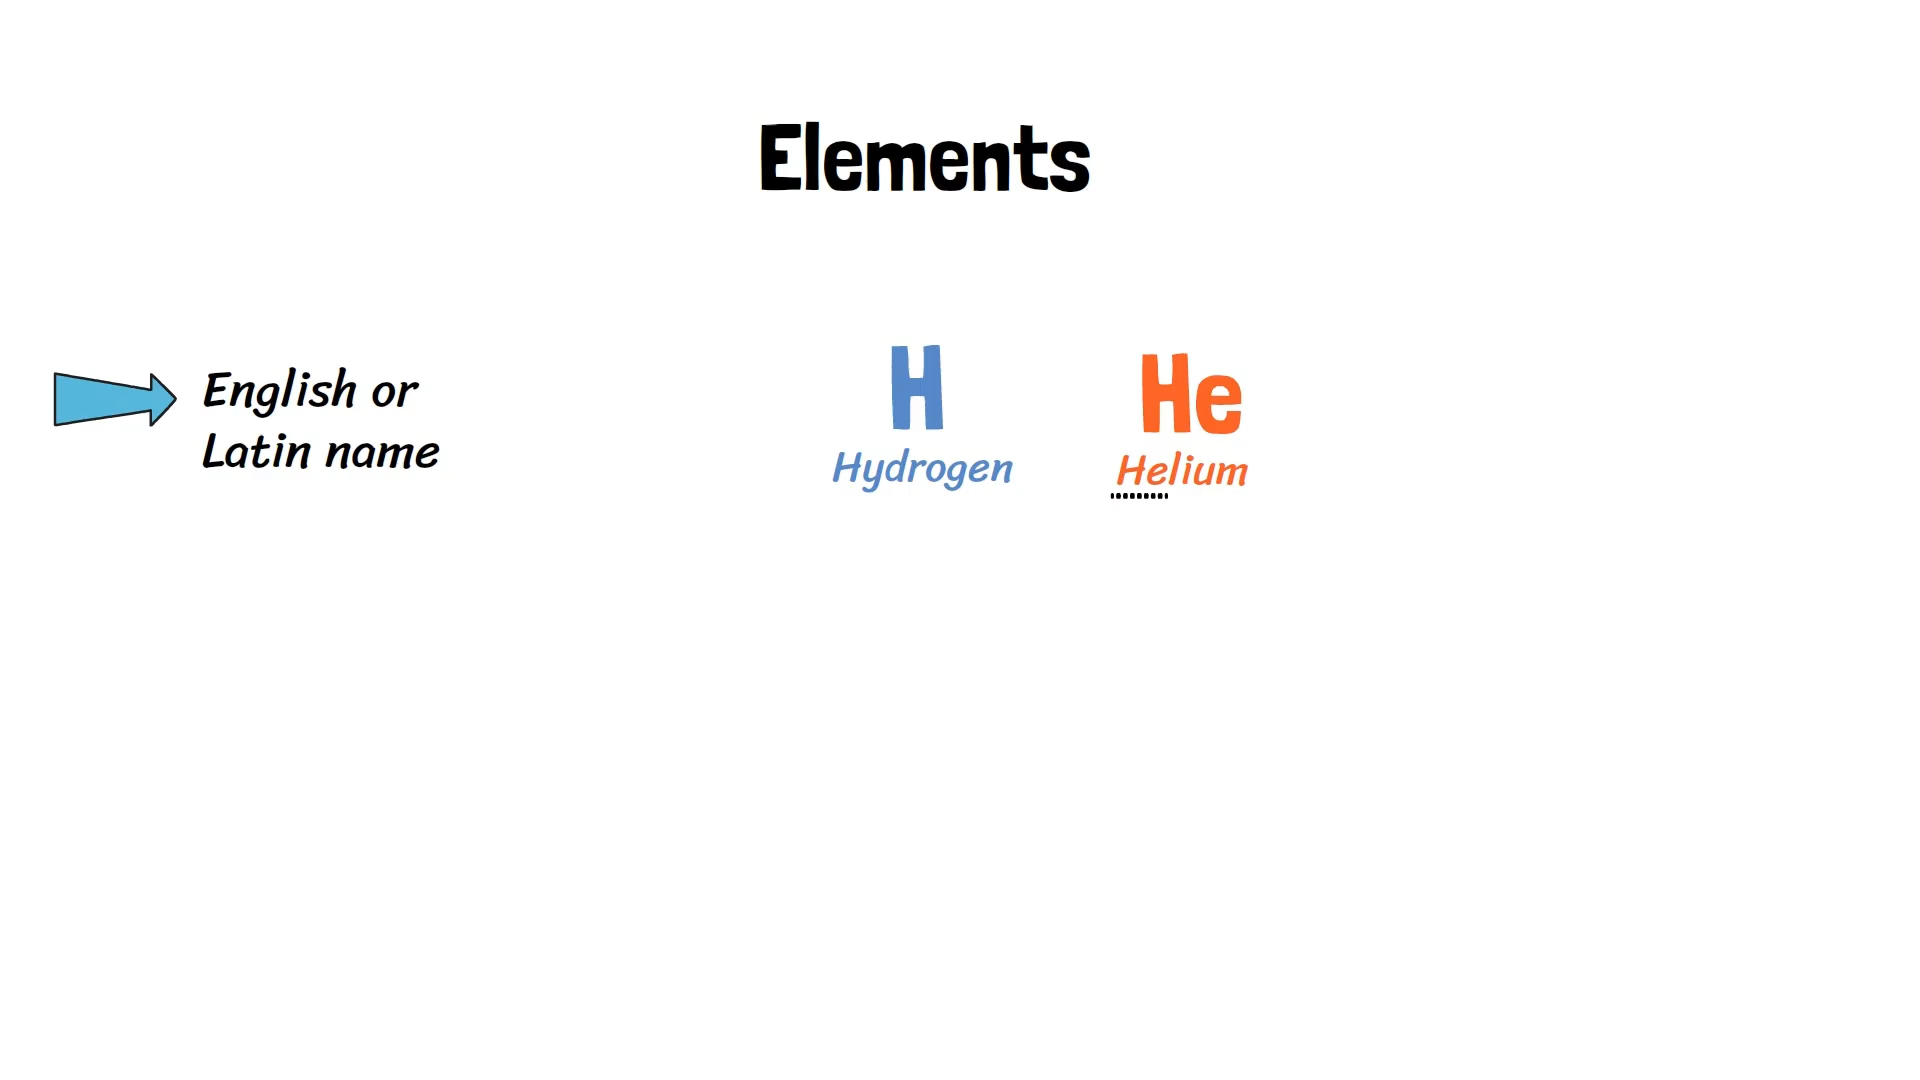 Elements
English or
Latin name
H
Hydrogen
He
Helium